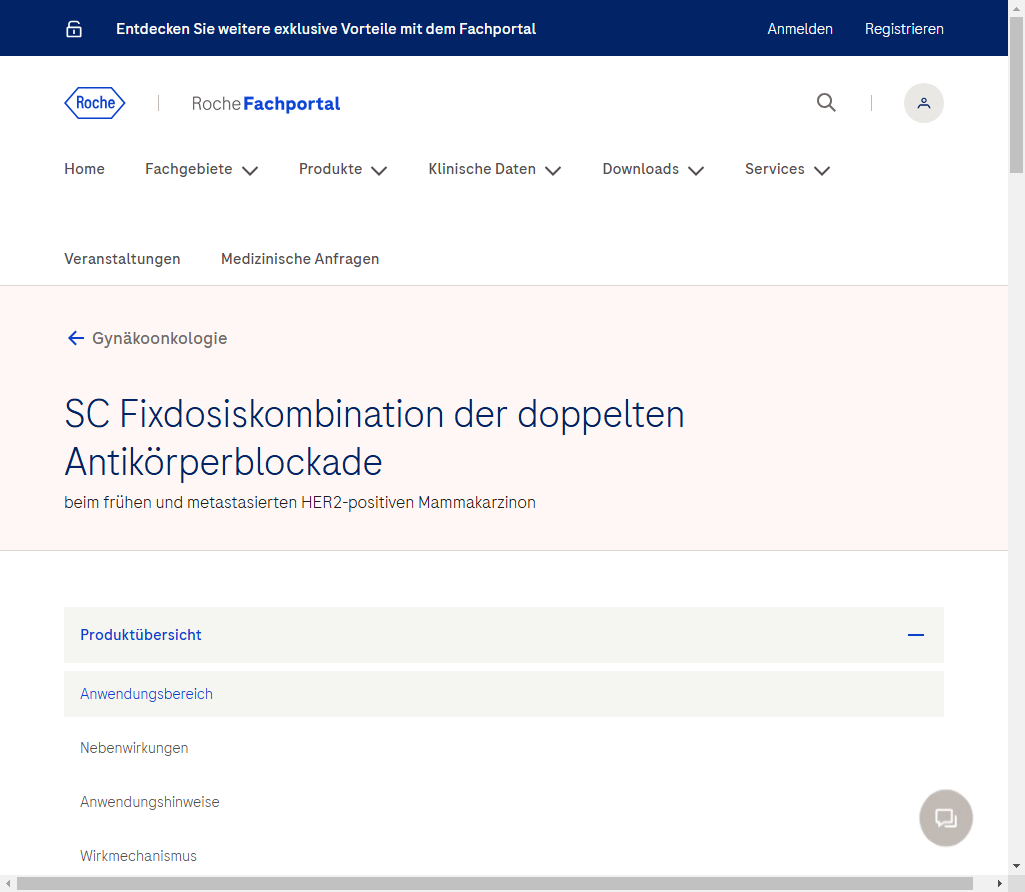 Entdecken Sie weitere exklusive Vorteile mit dem Fachportal
Anmelden
Registrieren
Roche
Roche Fachportal
Home
Fachgebiete
Produkte
Klinische Daten
Downloads
Services
Veranstaltungen
Medizinische Anfragen
Gynäkoonkologie
SC Fixdosiskombination der doppelten
Antikörperblockade
beim frühen und metastasierten HER2-positiven Mammakarzinon
Produktübersicht
Anwendungsbereich
Nebenwirkungen
Anwendungshinweise
Wirkmechanismus